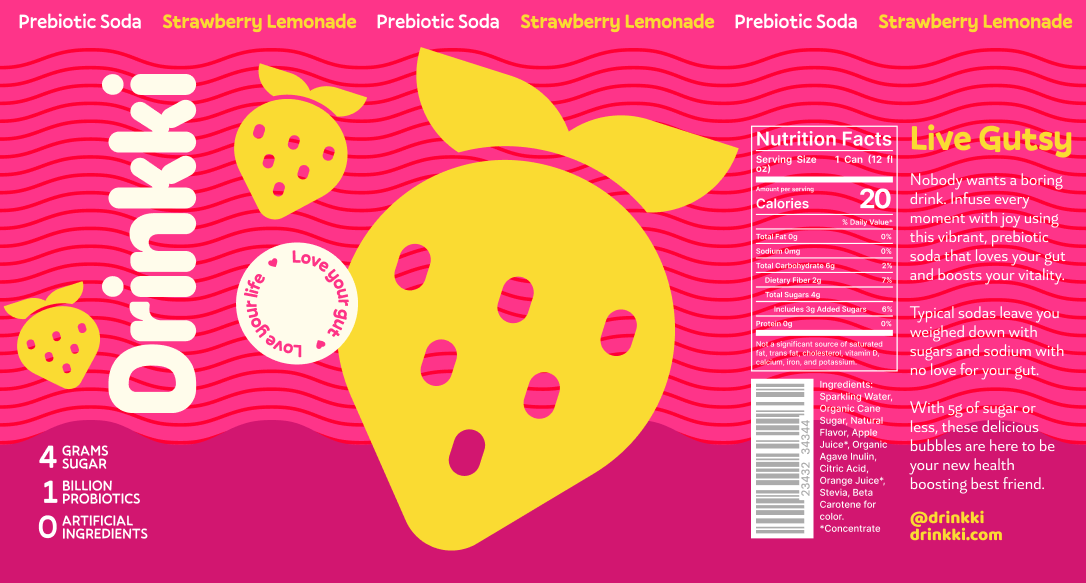 Prebiotic Soda Strawberry Lemonade Prebiotic Soda Strawberry Lemonade Prebiotic Soda Strawberry Lemonade
Drinkki
Love your gut ♥ Love your life ♥
4 GRAMS
SUGAR
1 BILLION
PROBIOTICS
0 ARTIFICIAL
INGREDIENTS
Nutrition Facts
Serving Size 1 Can (12 fl
oz)
Amount per serving
Calories 20
% Daily Value*
Total Fat 0g 0%
Sodium 0mg 0%
Total Carbohydrate 6g 2%
Dietary Fiber 2g 7%
Total Sugars 4g
Includes 3g Added Sugars 6%
Protein 0g 0%
Not a significant source of saturated
fat, trans fat, cholesterol, vitamin D,
calcium, iron, and potassium.
23432 34344
Ingredients:
Sparkling Water,
Organic Cane
Sugar, Natural
Flavor, Apple
Juice*, Organic
Agave Inulin,
Citric Acid,
Orange Juice*,
Stevia, Beta
Carotene for
color.
*Concentrate
Live Gutsy
Nobody wants a boring
drink. Infuse every
moment with joy using
this vibrant, prebiotic
soda that loves your gut
and boosts your vitality.
Typical sodas leave you
weighed down with
sugars and sodium with
no love for your gut.
With 5g of sugar or
less, these delicious
bubbles are here to be
your new health
boosting best friend.
@drinkki
drinkki.com